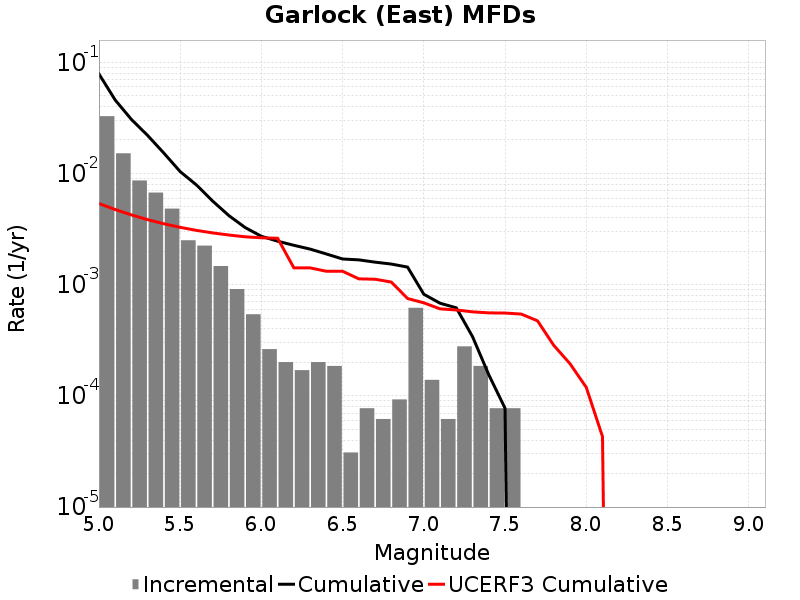 Garlock (East) MFDs
10-1
10-2
10-3
10-4
10-5
Rate (1/yr)
5.0 5.5 6.0 6.5 7.0 7.5 8.0 8.5 9.0
Magnitude
Incremental Cumulative UCERF3 Cumulative